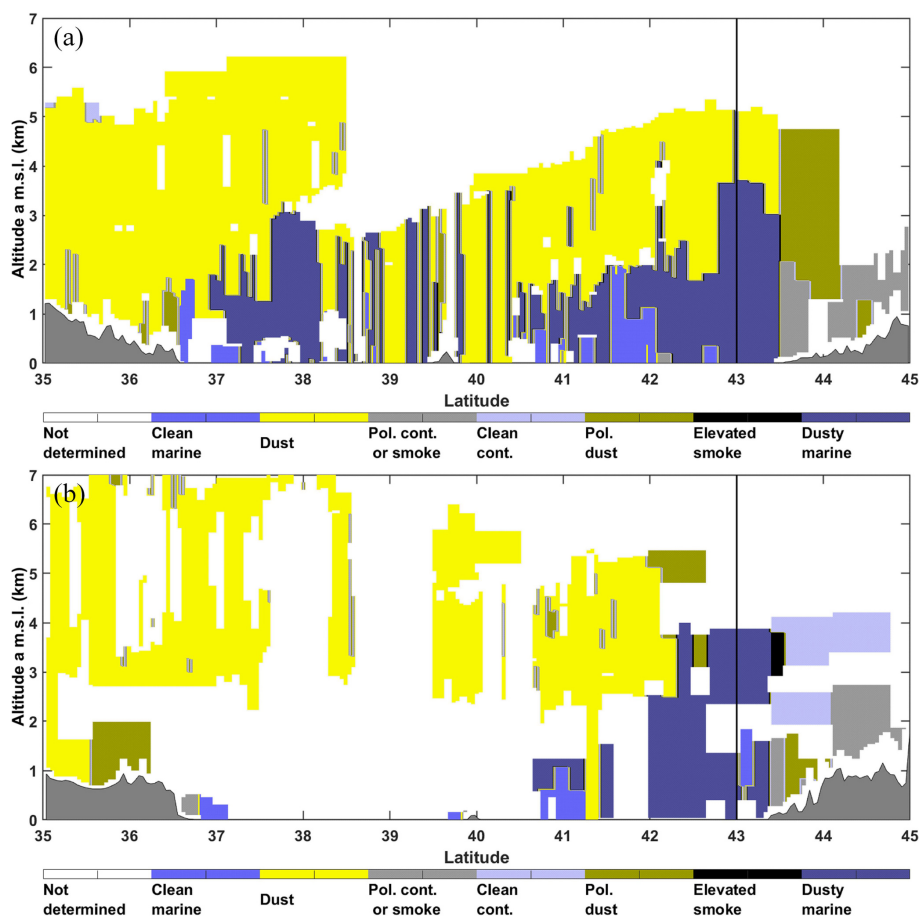 (a)
7
6
5
4
3
2
1
0
Altitude a m.s.l. (km)
35 36 37 38 39 40 41 42 43 44 45
Latitude
Not determined
Clean marine
Dust
Pol. cont. or smoke
Clean cont.
Pol. dust
Elevated smoke
Dusty marine
(b)
7
6
5
4
3
2
1
0
Altitude a m.s.l. (km)
35 36 37 38 39 40 41 42 43 44 45
Latitude
Not determined
Clean marine
Dust
Pol. cont. or smoke
Clean cont.
Pol. dust
Elevated smoke
Dusty marine